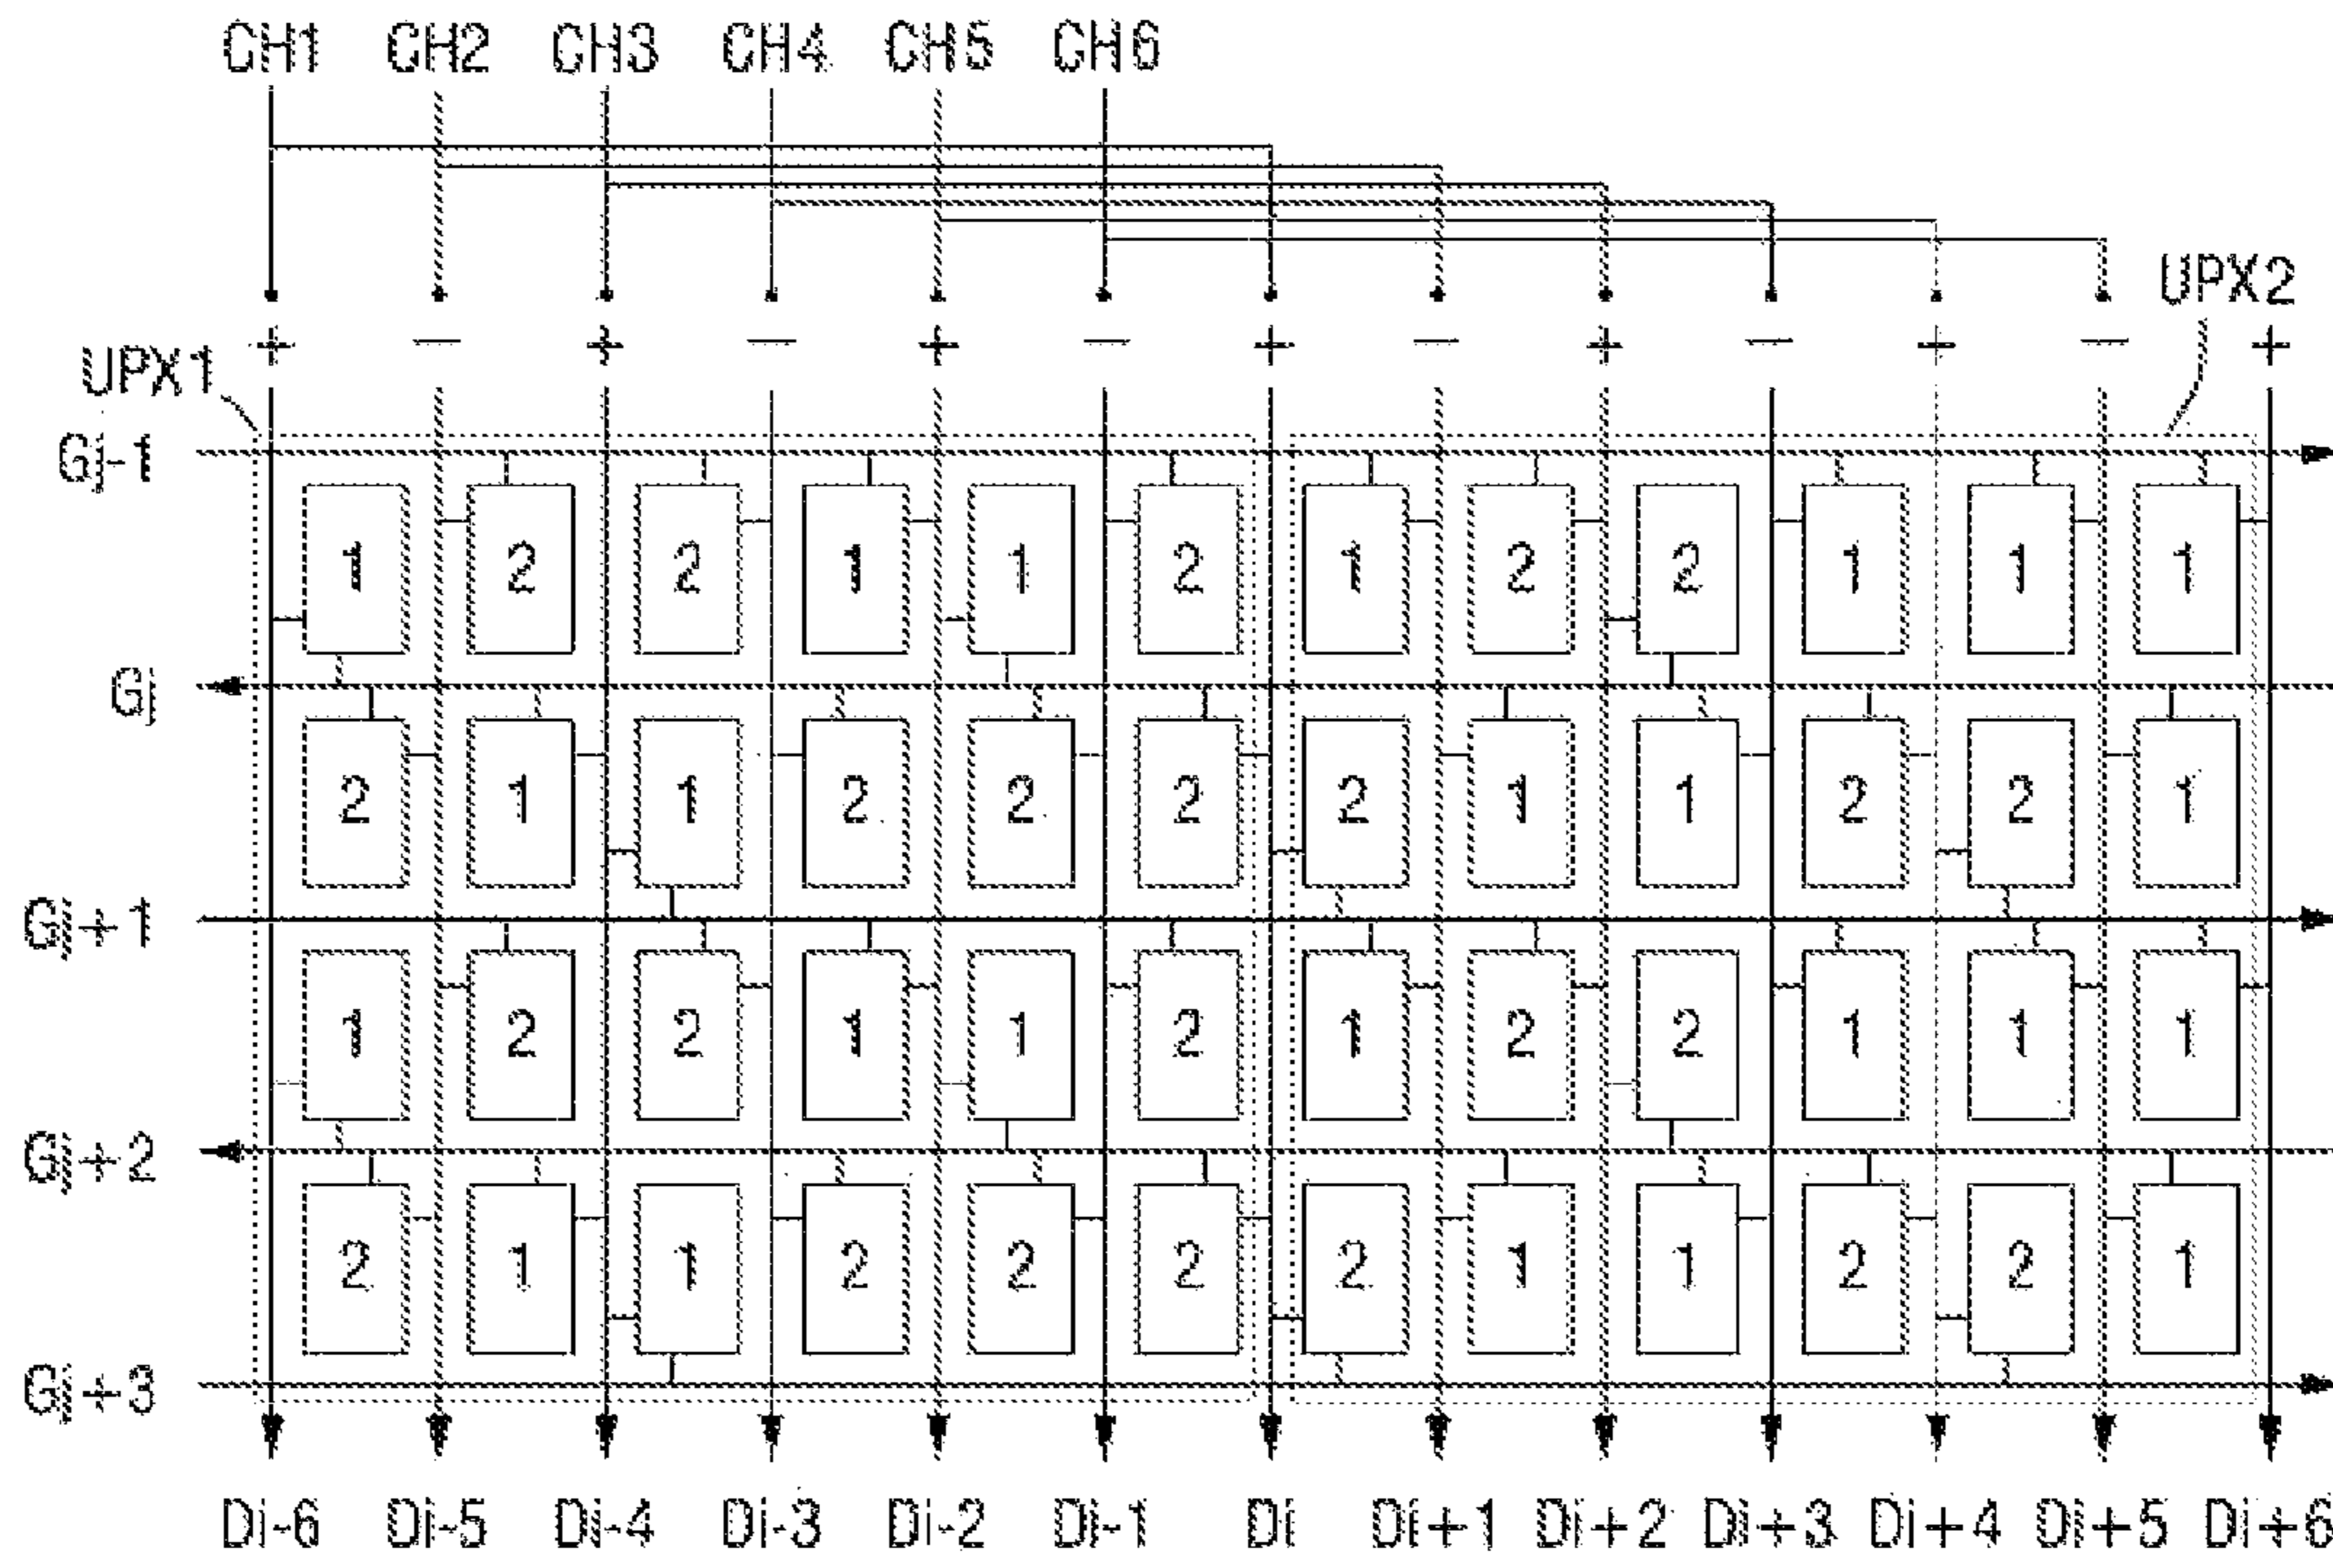 CH1 CH2 CH3 CH4 CH5 CH6
UPX2
+ − + − + − + − + − + − +
UPX1
Gj-1
1 2 2 1 1 2 1 2 2 1 1 1
Gj
2 1 1 2 2 2 2 1 1 2 2 1
Gj+1
1 2 2 1 1 2 1 2 2 1 1 1
Gj+2
2 1 1 2 2 2 2 1 1 2 2 1
Gj+3
Di-6 Di-5 Di-4 Di-3 Di-2 Di-1 Di Di+1 Di+2 Di+3 Di+4 Di+5 Di+6